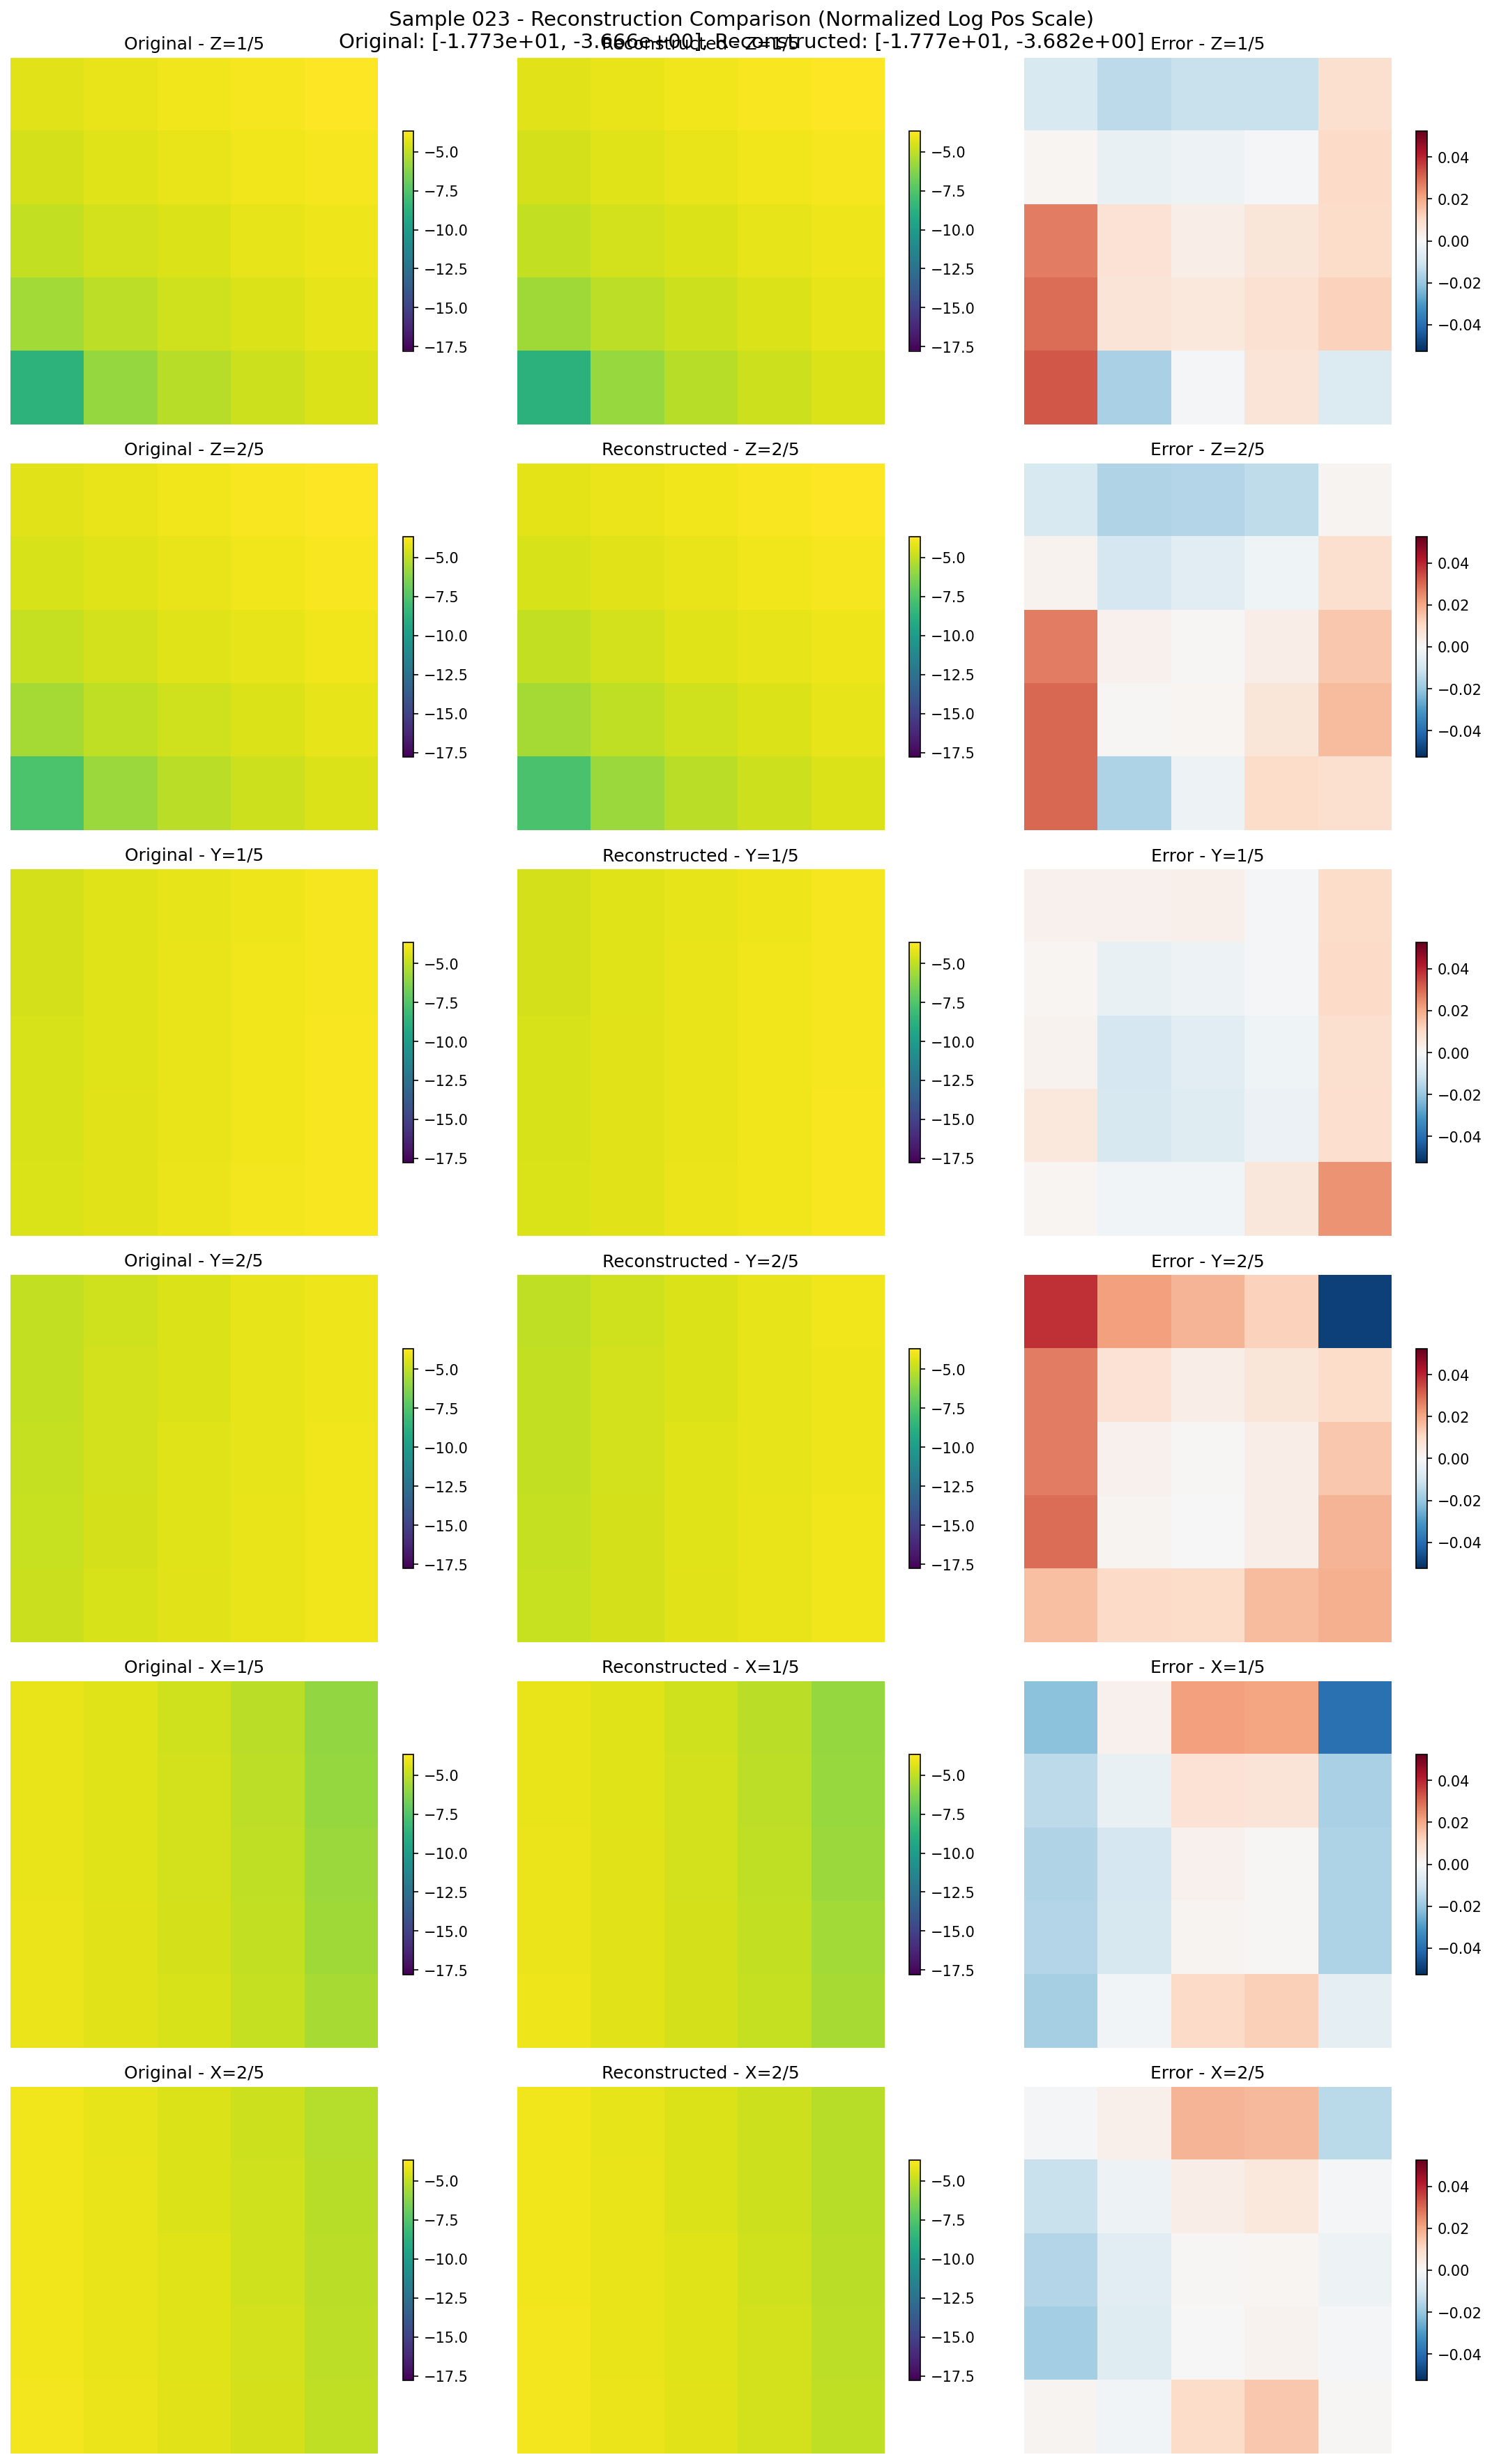 Sample 023 - Reconstruction Comparison (Normalized Log Pos Scale)
Original: [-1.773e+01, -3.666e+00], Reconstructed: [-1.777e+01, -3.682e+00]
Original - Z=1/5 Reconstructed - Z=1/5 Error - Z=1/5
−5.0 −5.0 0.04
−7.5 −7.5 0.02
−10.0 −10.0 0.00
−12.5 −12.5 −0.02
−15.0 −15.0 −0.04
−17.5 −17.5
Original - Z=2/5 Reconstructed - Z=2/5 Error - Z=2/5
−5.0 −5.0 0.04
−7.5 −7.5 0.02
−10.0 −10.0 0.00
−12.5 −12.5 −0.02
−15.0 −15.0 −0.04
−17.5 −17.5
Original - Y=1/5 Reconstructed - Y=1/5 Error - Y=1/5
−5.0 −5.0 0.04
−7.5 −7.5 0.02
−10.0 −10.0 0.00
−12.5 −12.5 −0.02
−15.0 −15.0 −0.04
−17.5 −17.5
Original - Y=2/5 Reconstructed - Y=2/5 Error - Y=2/5
−5.0 −5.0 0.04
−7.5 −7.5 0.02
−10.0 −10.0 0.00
−12.5 −12.5 −0.02
−15.0 −15.0 −0.04
−17.5 −17.5
Original - X=1/5 Reconstructed - X=1/5 Error - X=1/5
−5.0 −5.0 0.04
−7.5 −7.5 0.02
−10.0 −10.0 0.00
−12.5 −12.5 −0.02
−15.0 −15.0 −0.04
−17.5 −17.5
Original - X=2/5 Reconstructed - X=2/5 Error - X=2/5
−5.0 −5.0 0.04
−7.5 −7.5 0.02
−10.0 −10.0 0.00
−12.5 −12.5 −0.02
−15.0 −15.0 −0.04
−17.5 −17.5